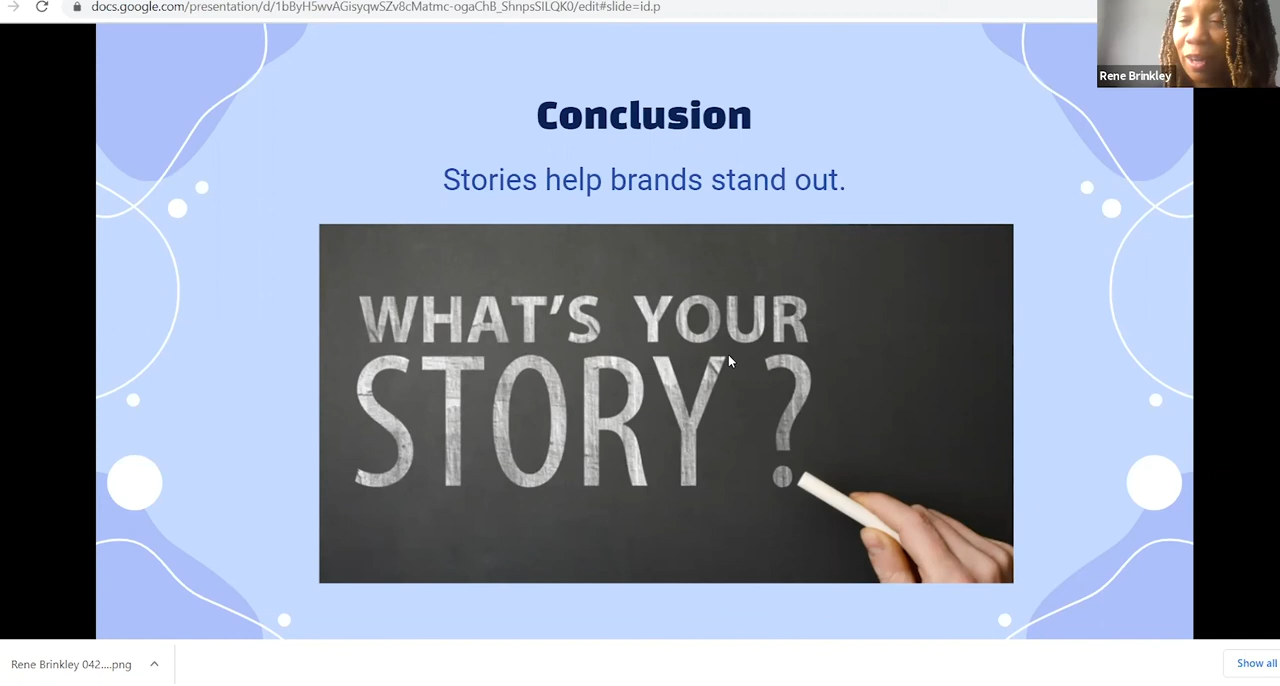 docs.google.com/presentation/d/1bByH5wvAGisyqwSZv8cMatmc-ogaChB_ShnpsSILQK0/edit#slide=id.p
Rene Brinkley
Conclusion
Stories help brands stand out.
WHAT'S YOUR
STORY?
Rene Brinkley 042....png
Show all